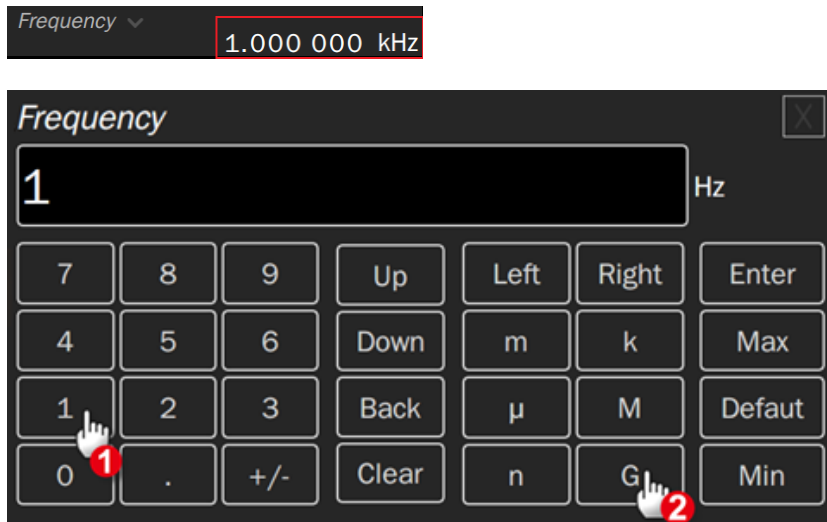 Frequency
1.000 000 kHz
Frequency X
1 Hz
7 8 9 Up Left Right Enter
4 5 6 Down m k Max
1 2 3 Back µ M Defaut
1
0 . +/- Clear n G Min
2